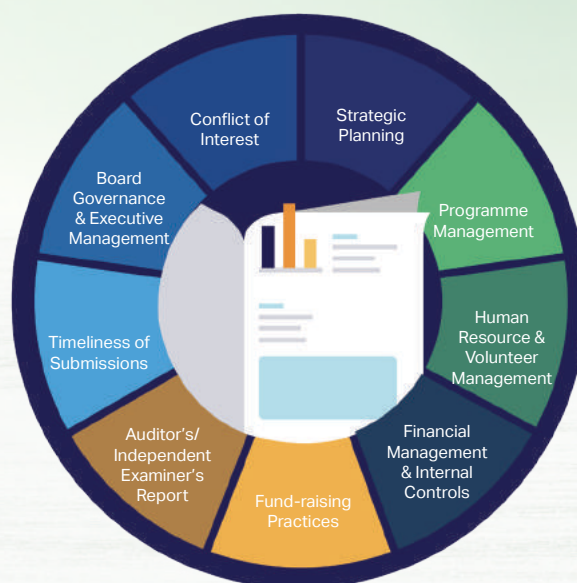 Conflict of
Interest
Strategic
Planning
Programme
Management
Human
Resource &
Volunteer
Management
Financial
Management
& Internal
Controls
Fund-raising
Practices
Auditor's/
Independent
Examiner's
Report
Timeliness of
Submissions
Board
Governance
& Executive
Management